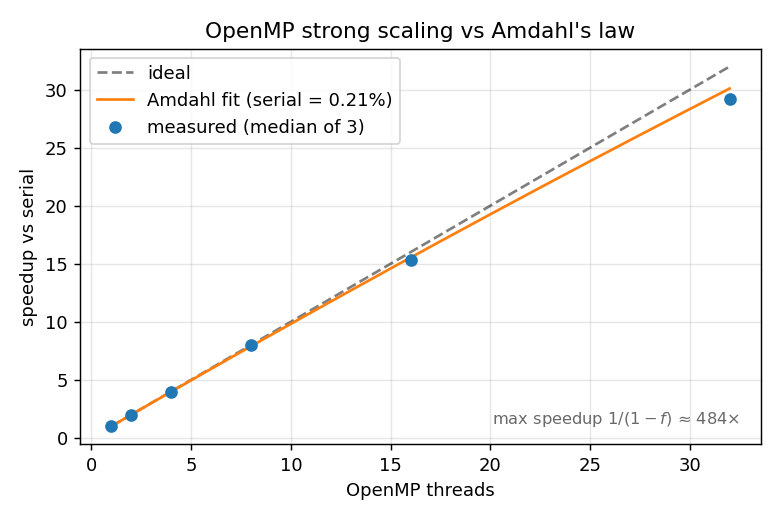 OpenMP strong scaling vs Amdahl's law
ideal
Amdahl fit (serial = 0.21%)
measured (median of 3)
speedup vs serial
30
25
20
15
10
5
0
max speedup 1/(1 − f) ≈ 484×
0 5 10 15 20 25 30
OpenMP threads